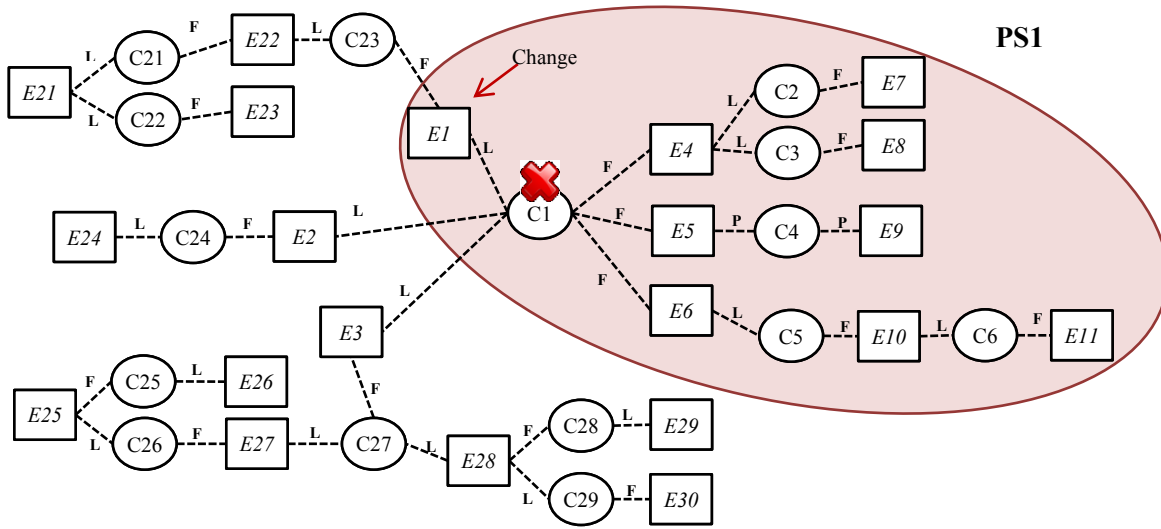 F
L
E22
L
C23
C21
PS1
L
F
Change
E21
C2
F
E7
L
C22
F
E23
L
E1
L
E4
L
C3
F
E8
F
C1
F
E5
P
C4
P
E9
E24
L
C24
F
E2
L
F
L
E6
L
C5
F
E10
L
C6
F
E11
E3
F
C25
L
E26
F
E25
L
C26
F
E27
L
C27
L
E28
F
C28
L
E29
L
C29
F
E30